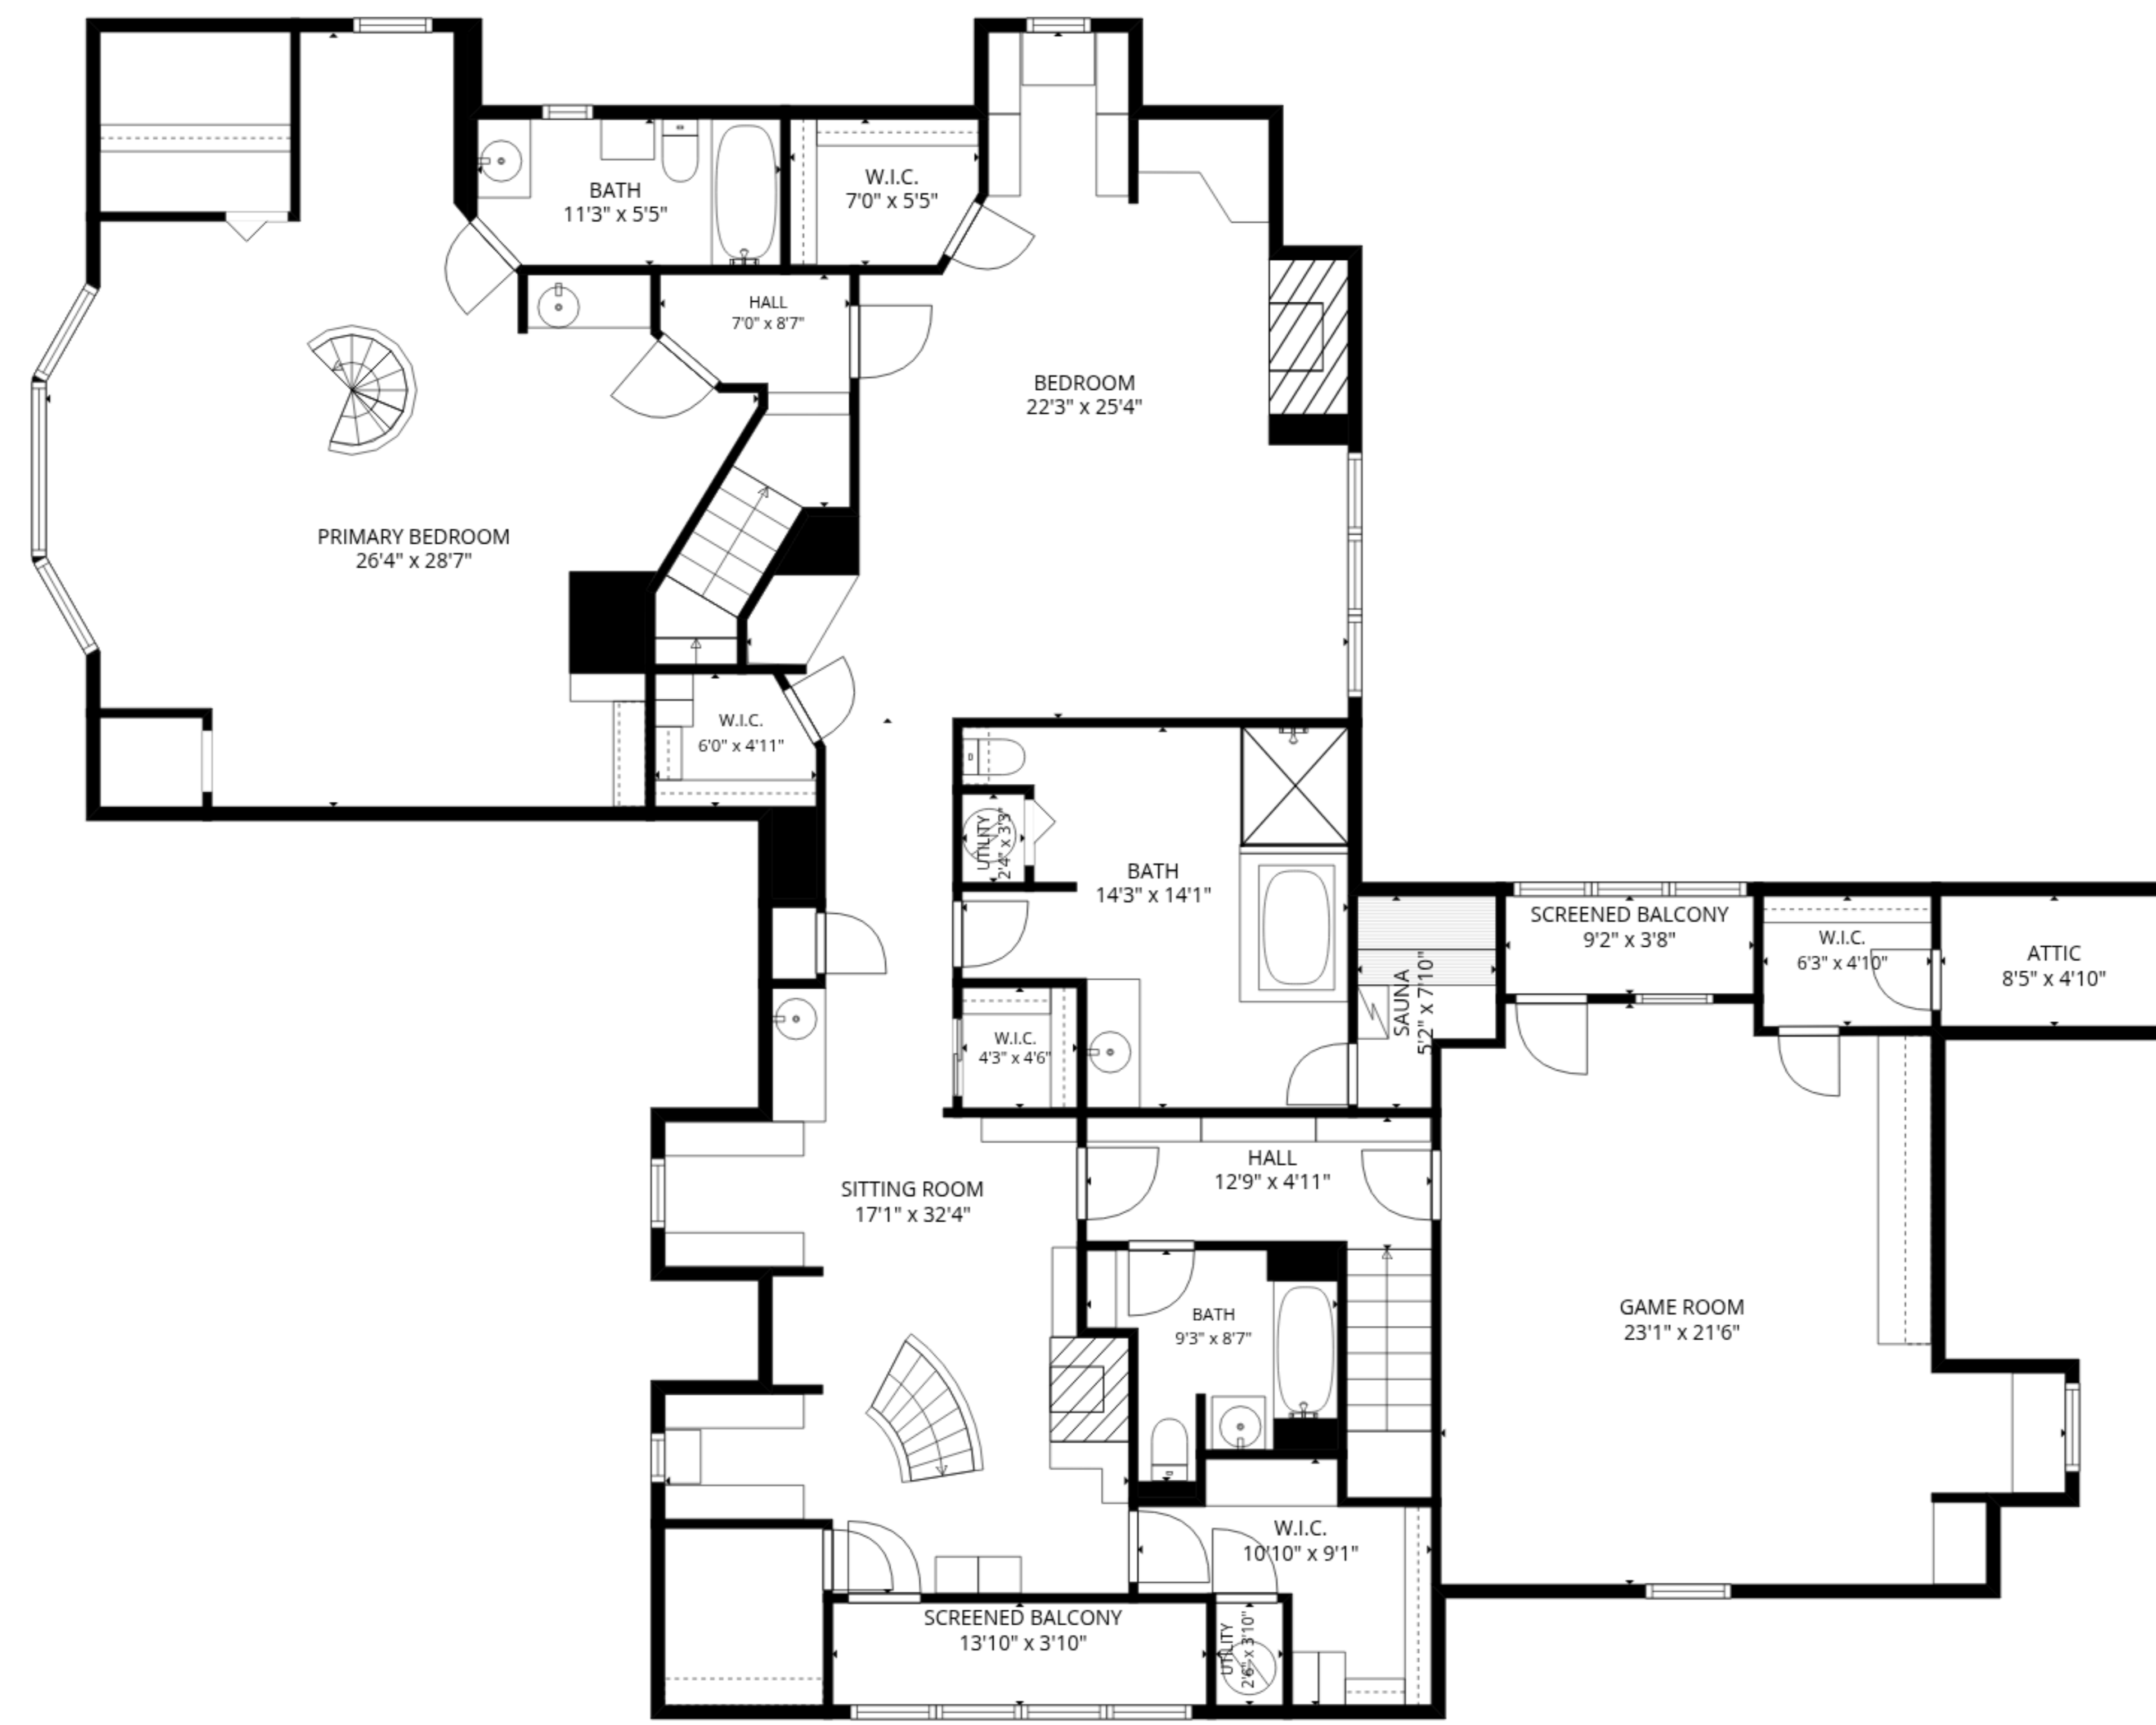 BATH
11'3" x 5'5"
W.I.C.
7'0" x 5'5"
HALL
7'0" x 8'7"
BEDROOM
22'3" x 25'4"
PRIMARY BEDROOM
26'4" x 28'7"
W.I.C.
6'0" x 4'11"
UTILITY
2'4" x 3'3"
BATH
14'3" x 14'1"
SCREENED BALCONY
9'2" x 3'8"
W.I.C.
6'3" x 4'10"
ATTIC
8'5" x 4'10"
SAUNA
5'2" x 7'10"
W.I.C.
4'3" x 4'6"
HALL
12'9" x 4'11"
SITTING ROOM
17'1" x 32'4"
GAME ROOM
23'1" x 21'6"
BATH
9'3" x 8'7"
W.I.C.
10'10" x 9'1"
SCREENED BALCONY
13'10" x 3'10"
UTILITY
2'6" x 3'10"